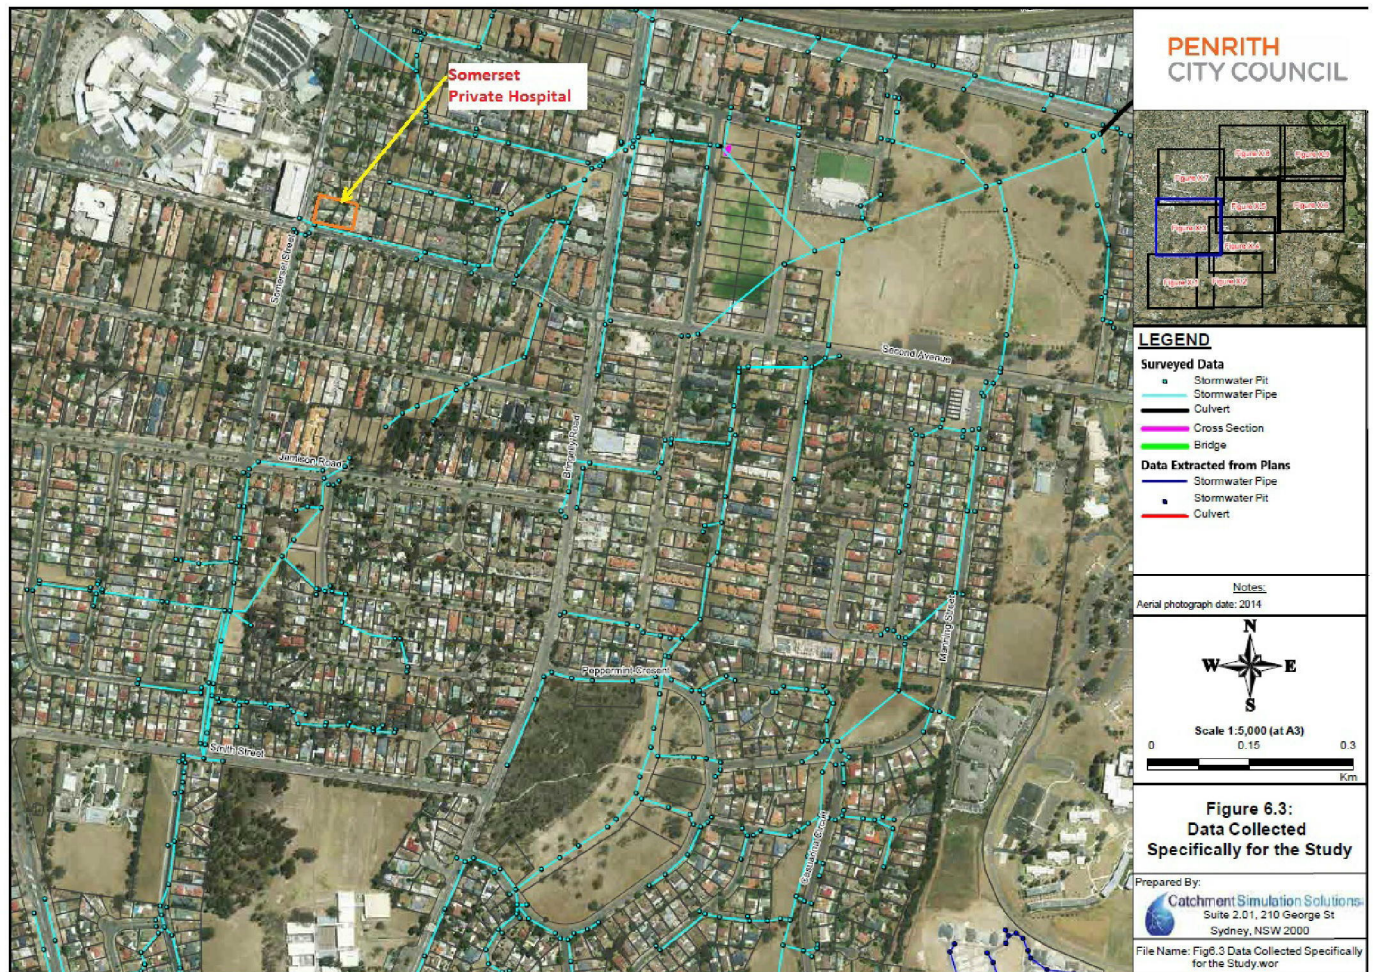 Somerset
Private Hospital
Somerset Street
Second Avenue
Jamison Road
Bringelly Road
Manning Street
Peppermint Cresent
Smith Street
PENRITH
CITY COUNCIL
LEGEND
Surveyed Data
Stormwater Pit
Stormwater Pipe
Culvert
Cross Section
Bridge
Data Extracted from Plans
Stormwater Pipe
Stormwater Pit
Culvert
Notes:
Aerial photograph date: 2014
N
W E
S
Scale 1:5,000 (at A3)
0 0.15 0.3
Km
Figure 6.3:
Data Collected
Specifically for the Study
Prepared By:
Catchment Simulation Solutions
Suite 2.01, 210 George St
Sydney, NSW 2000
File Name: Fig6.3 Data Collected Specifically
for the Study.wor